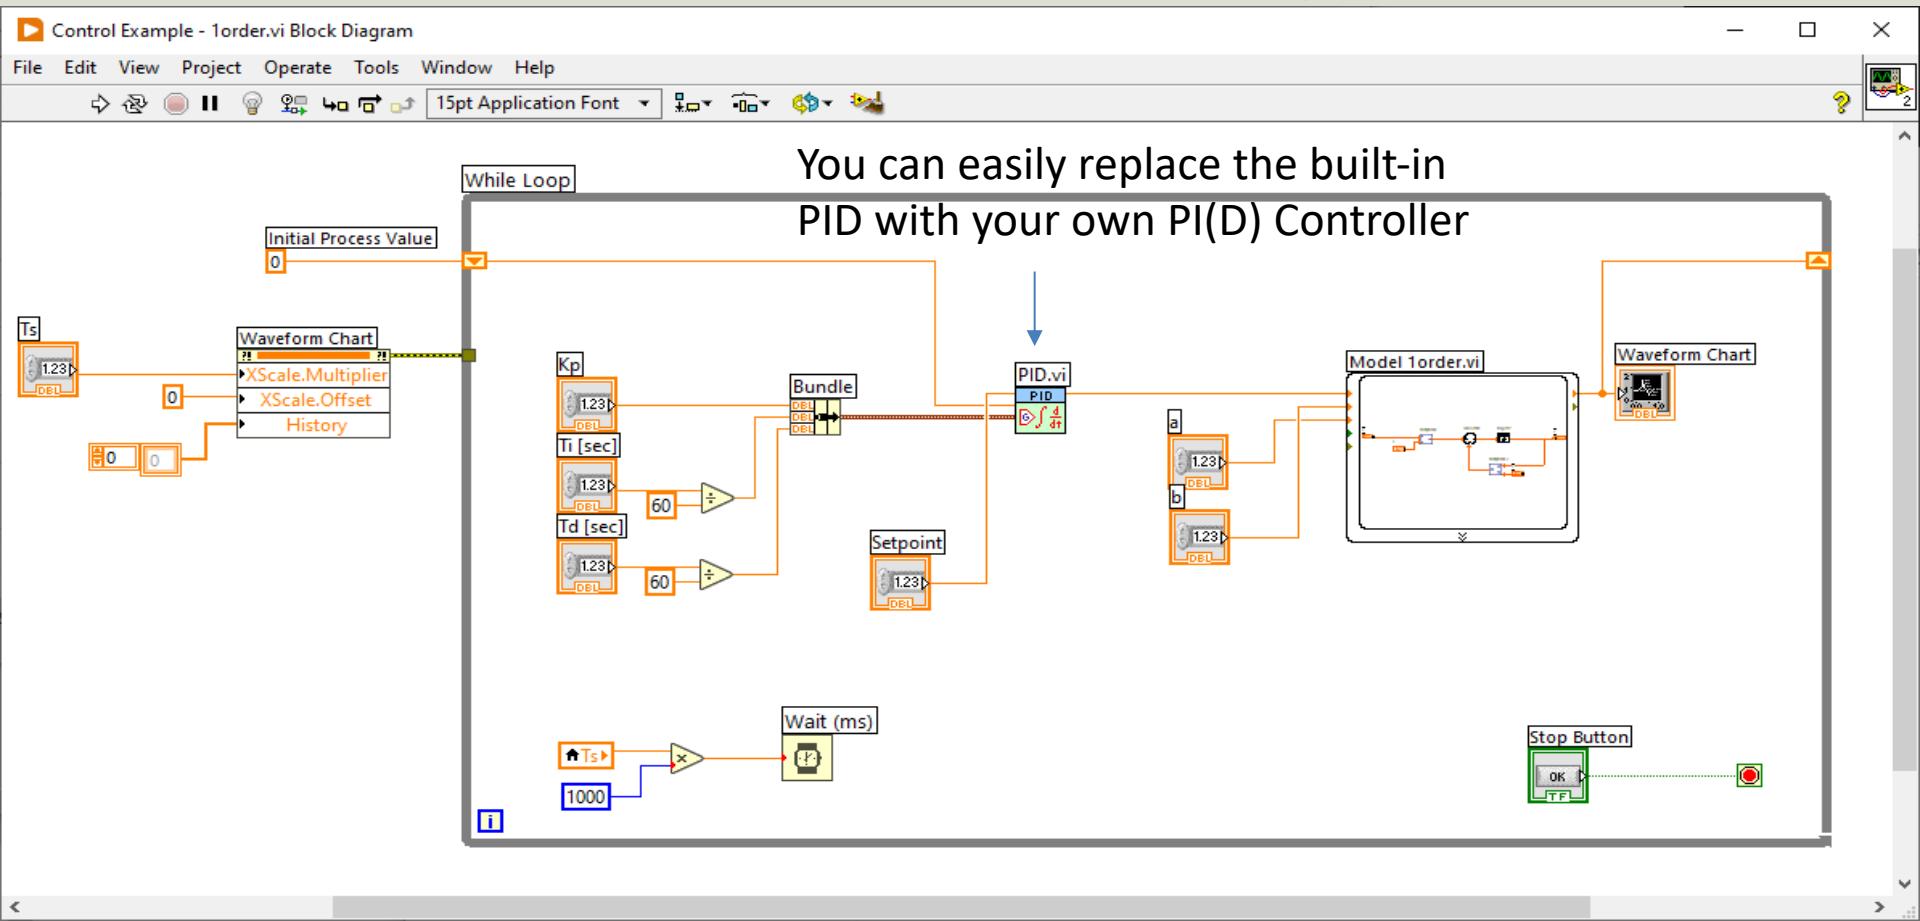 Control Example - 1order.vi Block Diagram
File Edit View Project Operate Tools Window Help
15pt Application Font
2
You can easily replace the built-in
PID with your own PI(D) Controller
While Loop
Initial Process Value
0
Ts
1.23
DBL
Waveform Chart
XScale.Multiplier
XScale.Offset
History
0
0
0
Kp
1.23
DBL
Ti [sec]
1.23
DBL
60
Td [sec]
1.23
DBL
60
Bundle
DBL
DBL
DBL
PID.vi
PID
Setpoint
1.23
DBL
a
1.23
DBL
b
1.23
DBL
Model 1order.vi
Waveform Chart
DBL
Ts
1000
Wait (ms)
Stop Button
OK
TF
i